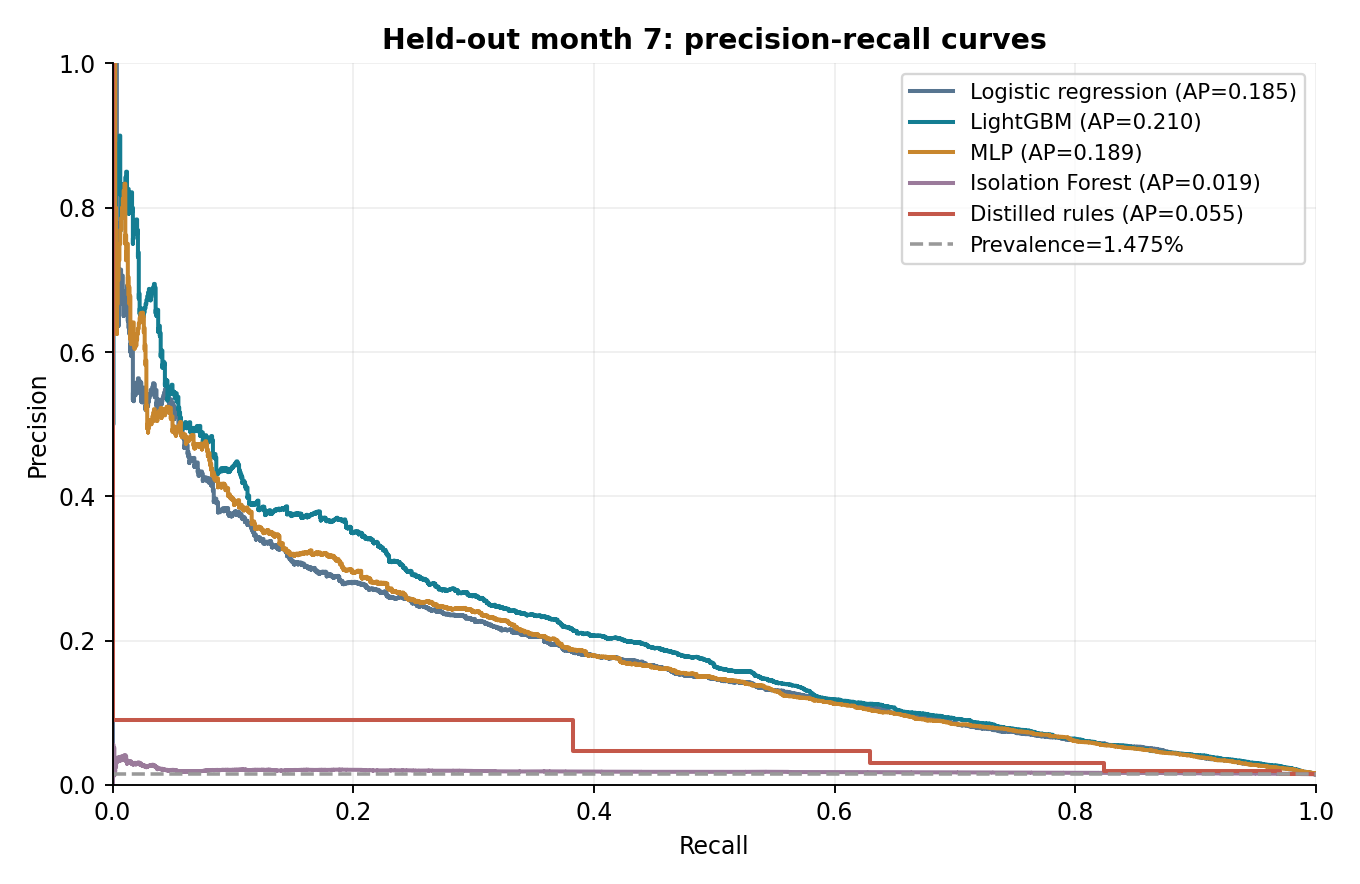 Held-out month 7: precision-recall curves
1.0
0.8
0.6
0.4
0.2
0.0
Precision
Logistic regression (AP=0.185)
LightGBM (AP=0.210)
MLP (AP=0.189)
Isolation Forest (AP=0.019)
Distilled rules (AP=0.055)
Prevalence=1.475%
0.0 0.2 0.4 0.6 0.8 1.0
Recall